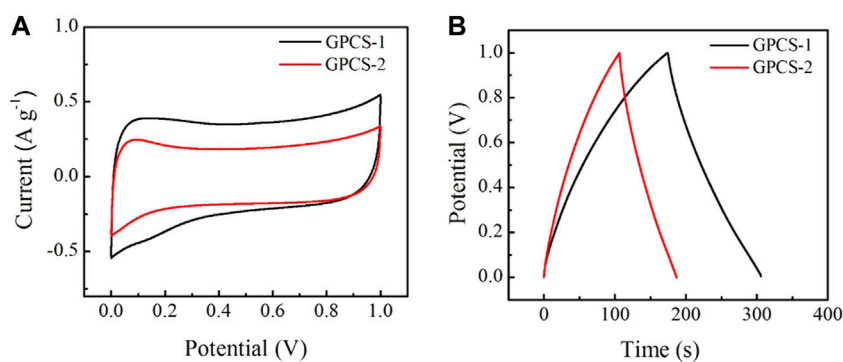 A
1.0
0.5
0.0
-0.5
Current (A g⁻¹)
GPCS-1
GPCS-2
0.0 0.2 0.4 0.6 0.8 1.0
Potential (V)
B
1.0
0.8
0.6
0.4
0.2
0.0
Potential (V)
GPCS-1
GPCS-2
0 100 200 300 400
Time (s)